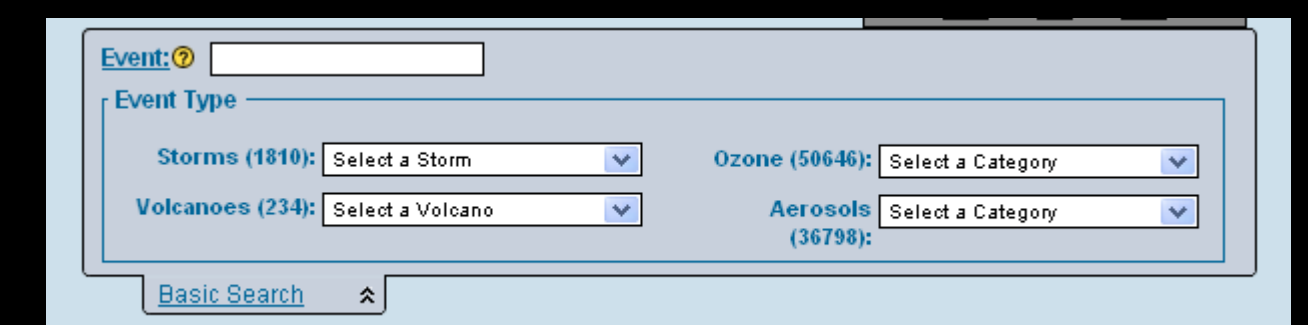 Event:
Event Type
Storms (1810): Select a Storm
Ozone (50646): Select a Category
Volcanoes (234): Select a Volcano
Aerosols (36798): Select a Category
Basic Search